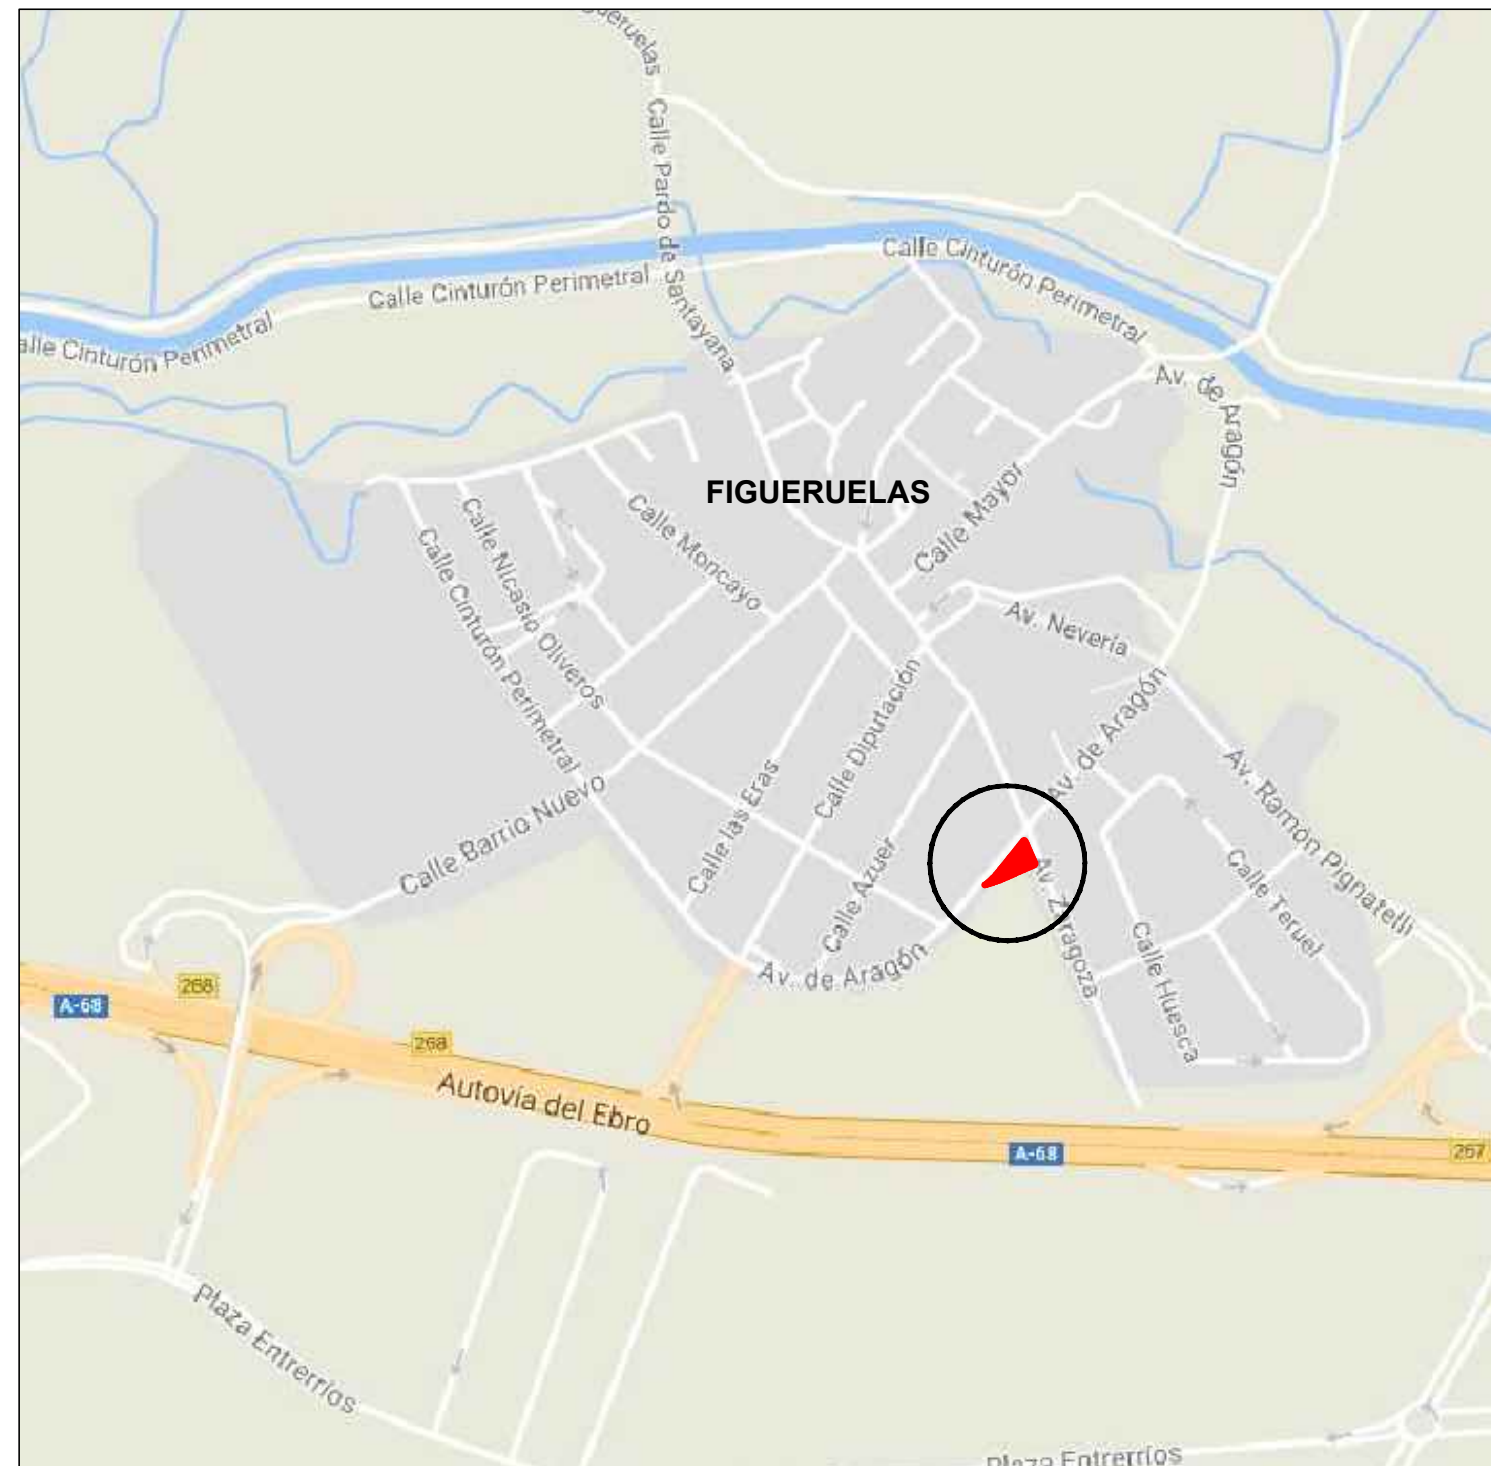 gueruelas
Calle Pardo de Santayana
Calle Cinturón Perimetral
Calle Cinturón Perimetral
alle Cinturón Perimetral
Av. de Aragón
FIGUERUELAS
Calle Mayor
Calle Moncayo
Calle Nicasio Oliveros
Calle Cinturón Perimetral
Av. Nevería
Av. de Aragón
Calle Diputación
Calle las Eras
Calle Barrio Nuevo
Calle Azuer
Av. Ramón Pignatelli
Calle Teruel
Av. Zaragoza
Calle Huesca
Av. de Aragón
268
A-68
268
Autovía del Ebro
A-68
267
Plaza Entrerríos
Plaza Entrerríos